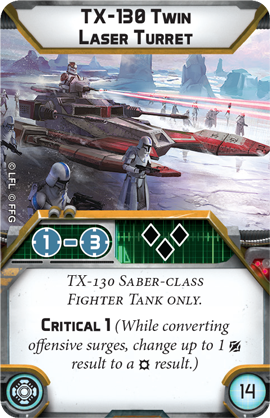 TX-130 TWIN
LASER TURRET
© LFL © FFG
1 - 3
TX-130 SABER-CLASS
FIGHTER TANK ONLY.
CRITICAL 1 (While converting
offensive surges, change up to 1
result to a result.)
14